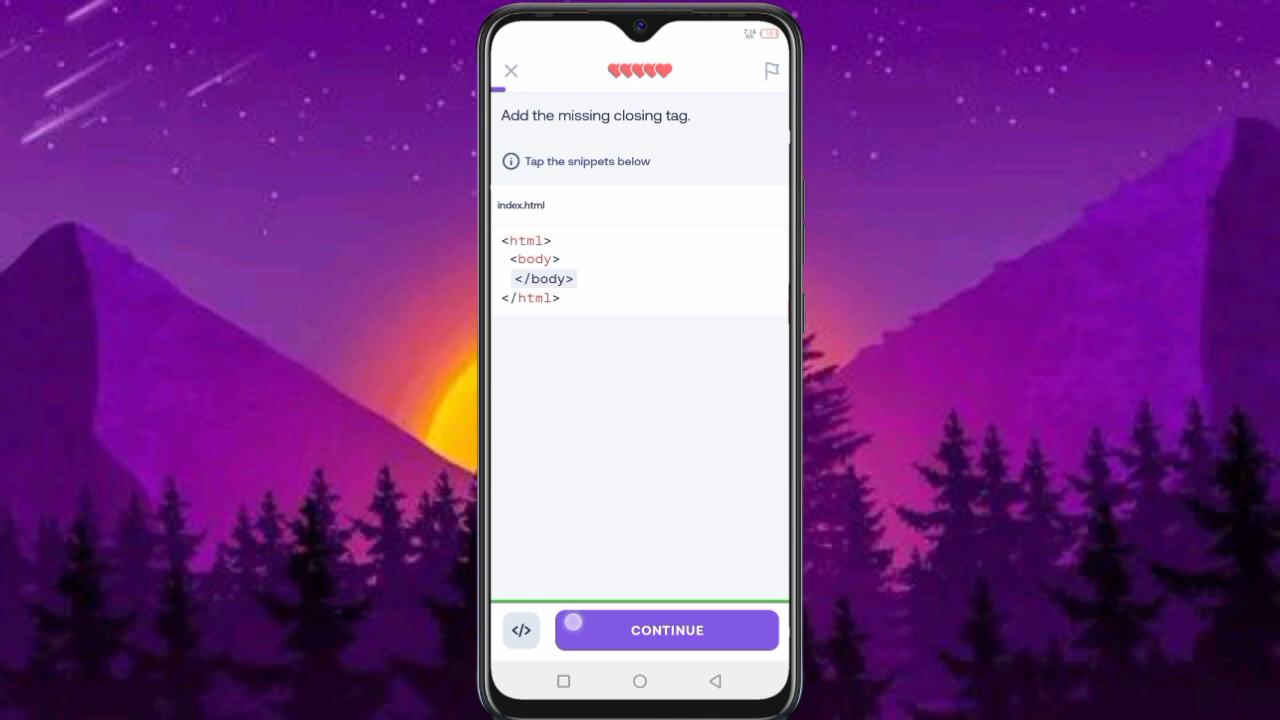 Add the missing closing tag.
Tap the snippets below
index.html
<html>
<body>
</body>
</html>
</> CONTINUE